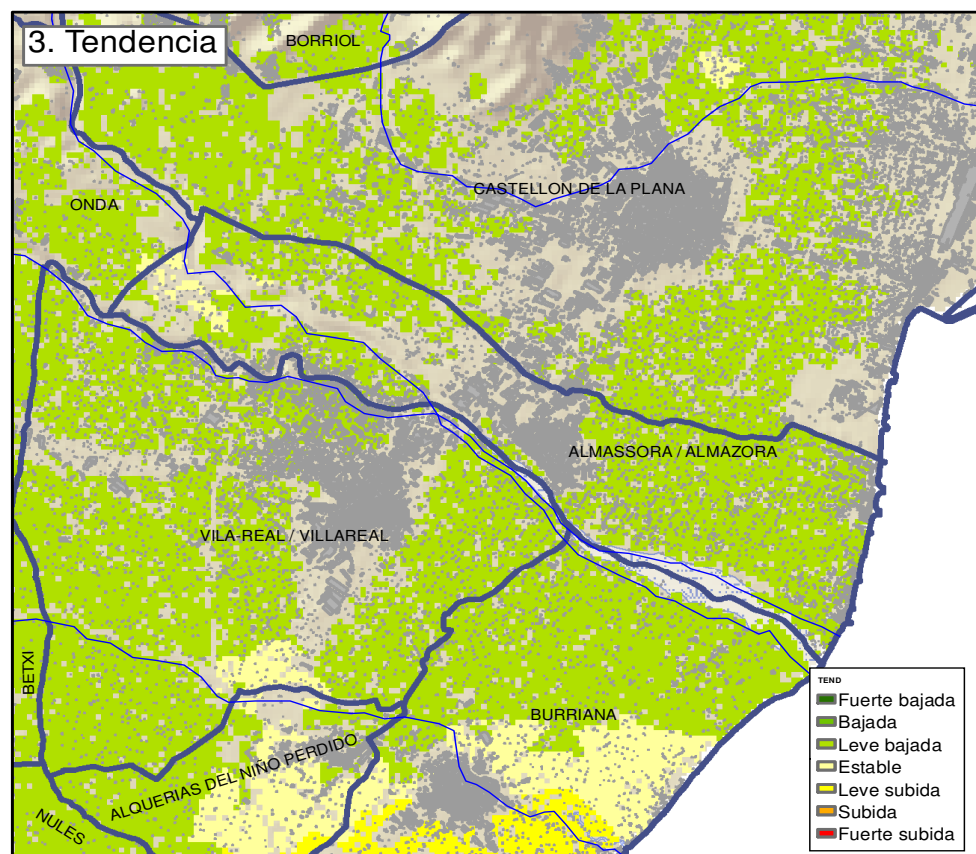 3. Tendencia
BORRIOL
CASTELLON DE LA PLANA
ONDA
ALMASSORA / ALMAZORA
VILA-REAL / VILLAREAL
BETXI
BURRIANA
ALQUERIAS DEL NIÑO PERDIDO
NULES
TEND
Fuerte bajada
Bajada
Leve bajada
Estable
Leve subida
Subida
Fuerte subida